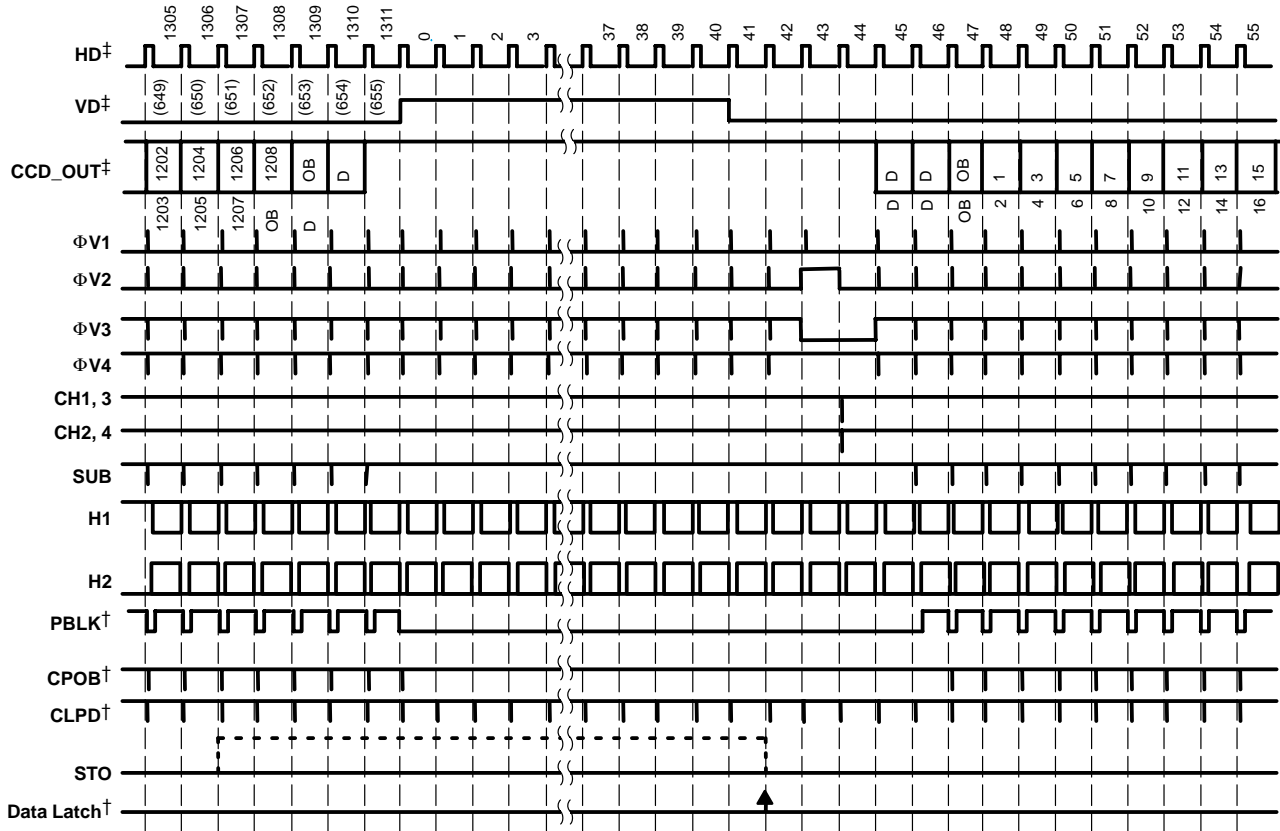 1305 1306 1307 1308 1309 1310 1311 0 1 2 3 37 38 39 40 41 42 43 44 45 46 47 48 49 50 51 52 53 54 55
HD‡
(649) (650) (651) (652) (653) (654) (655)
VD‡
CCD_OUT‡
1202 1204 1206 1208 OB D D D OB 1 3 5 7 9 11 13 15
1203 1205 1207 OB D D D OB 2 4 6 8 10 12 14 16
ΦV1
ΦV2
ΦV3
ΦV4
CH1, 3
CH2, 4
SUB
H1
H2
PBLK†
CPOB†
CLPD†
STO
Data Latch†